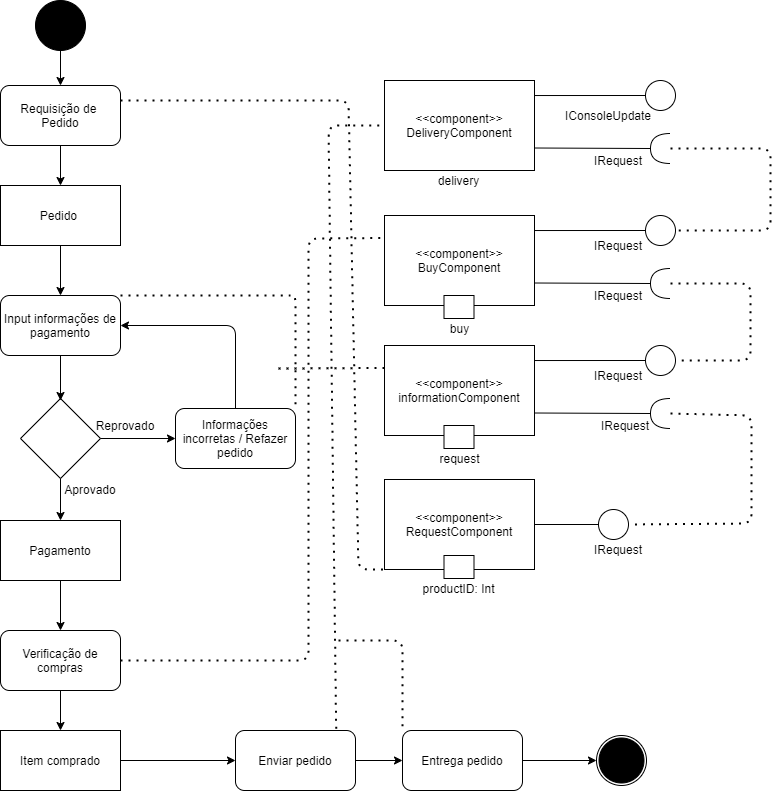 Requisição de
Pedido
Pedido
Input informações de
pagamento
Reprovado
Informações
incorretas / Refazer
pedido
Aprovado
Pagamento
Verificação de
compras
Item comprado
Enviar pedido
Entrega pedido
<<component>>
DeliveryComponent
delivery
IConsoleUpdate
IRequest
<<component>>
BuyComponent
buy
IRequest
IRequest
<<component>>
informationComponent
request
IRequest
IRequest
<<component>>
RequestComponent
productID: Int
IRequest